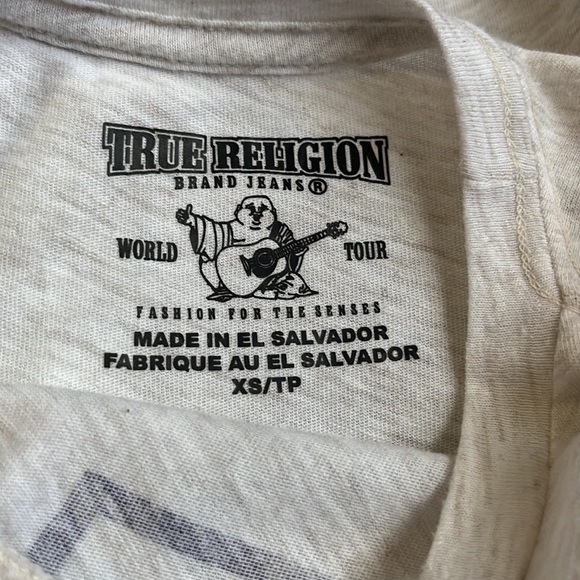 TRUE RELIGION
BRAND JEANS®
WORLD TOUR
FASHION FOR THE SENSES
MADE IN EL SALVADOR
FABRIQUE AU EL SALVADOR
XS/TP